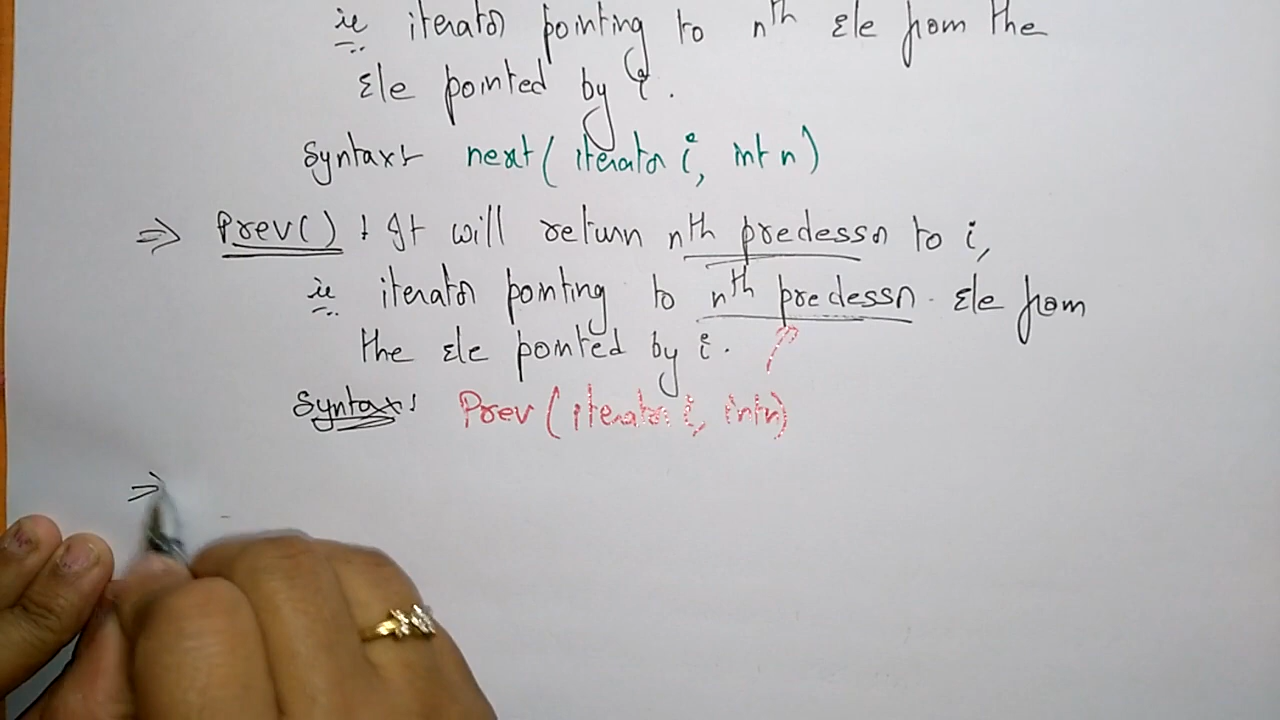 ie iterator pointing to nth Ele from the
Ele pointed by i.
Syntax:- next(iterator i, int n)
⇒ Prev() : It will return nth predessor to i,
ie iterator pointing to nth predessor Ele from
the ele pointed by i.
Syntax: Prev(iterator i, int n)
⇒